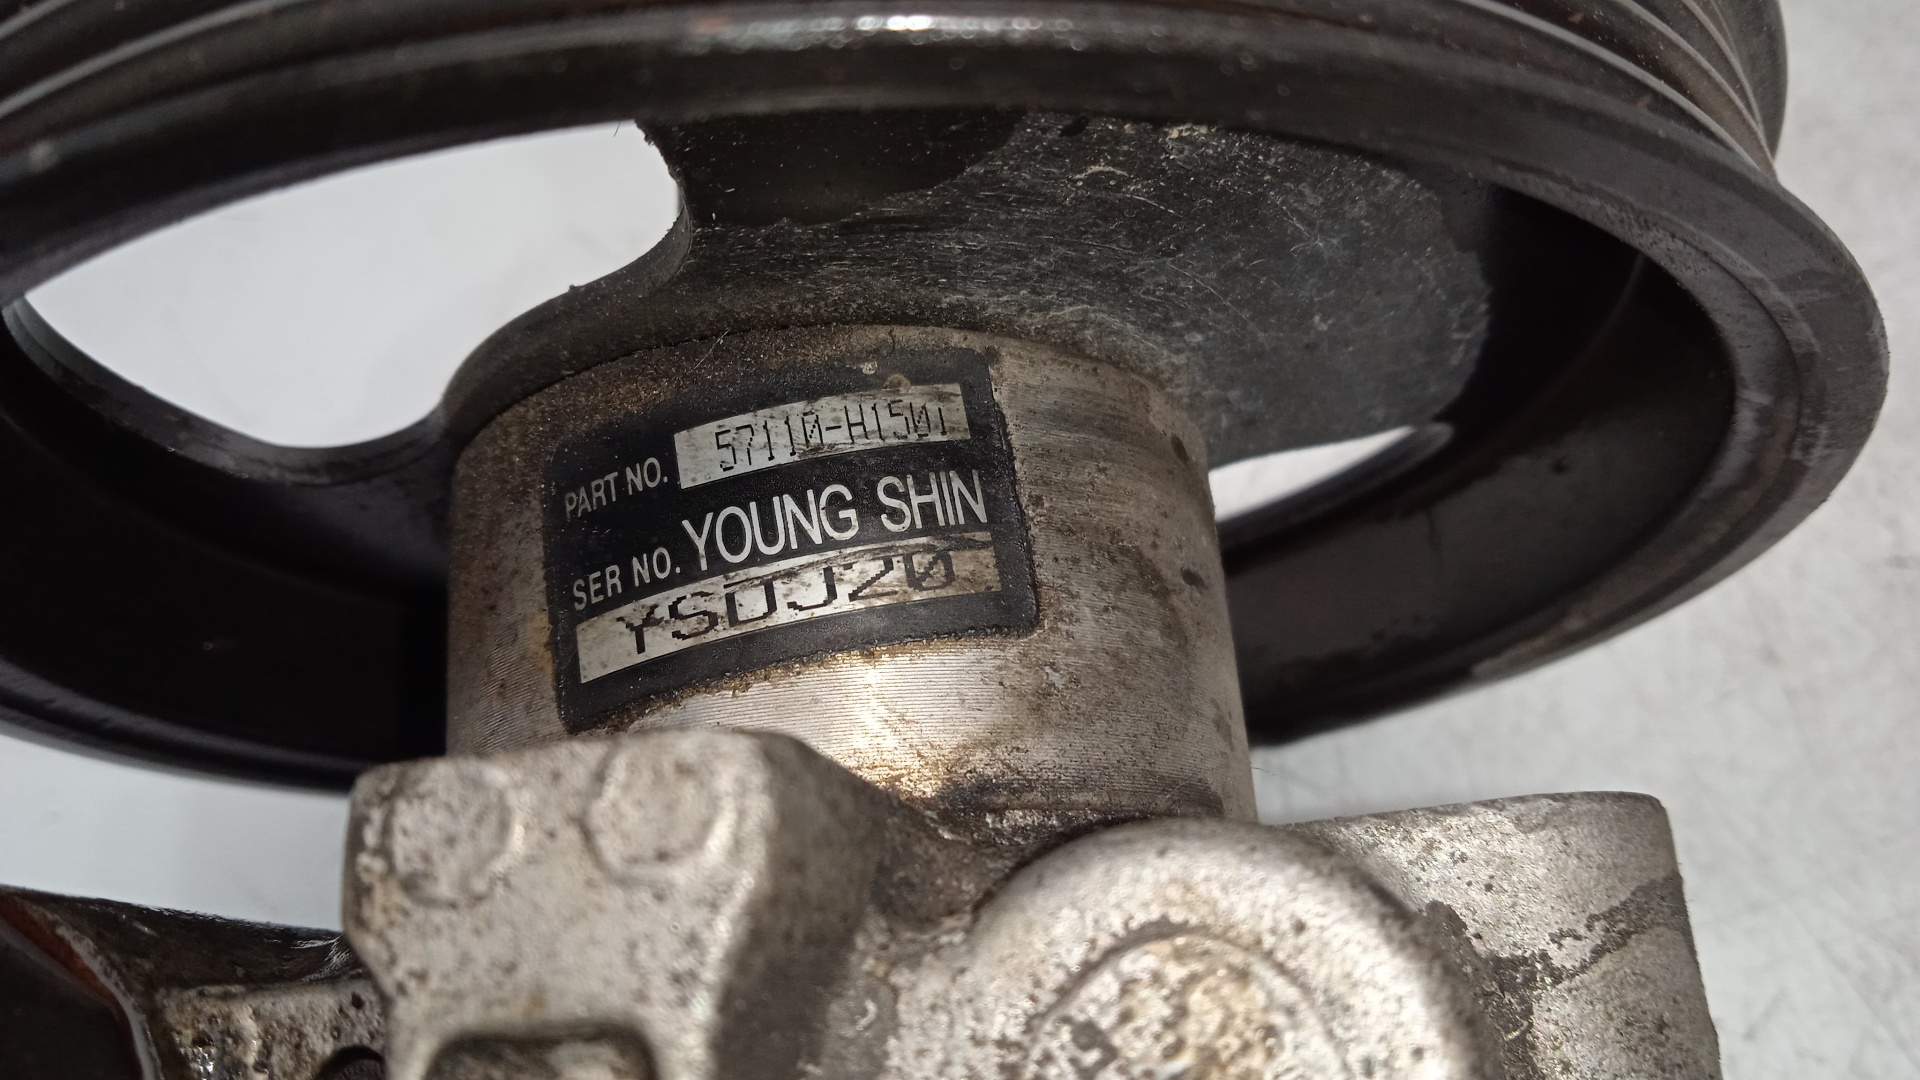 PART NO. 57110-H1501
YOUNG SHIN
SER NO.
YSDJ20